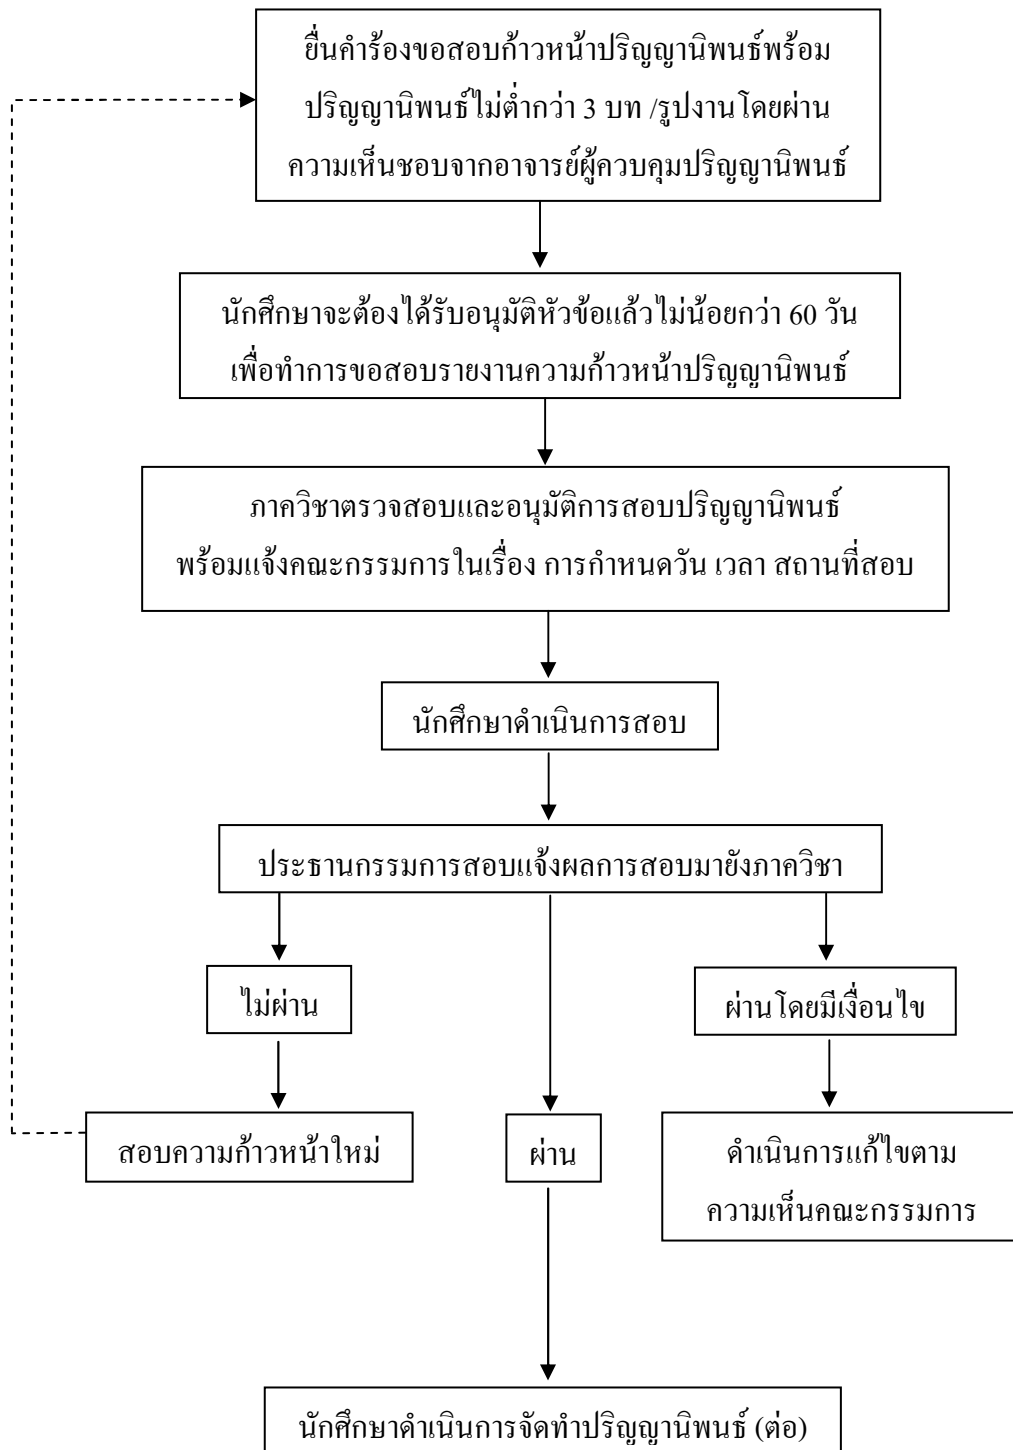 ยื่นคำร้องขอสอบก้าวหน้าปริญญานิพนธ์พร้อม
ปริญญานิพนธ์ไม่ต่ำกว่า 3 บท /รูปงานโดยผ่าน
ความเห็นชอบจากอาจารย์ผู้ควบคุมปริญญานิพนธ์
นักศึกษาจะต้องได้รับอนุมัติหัวข้อแล้วไม่น้อยกว่า 60 วัน
เพื่อทำการขอสอบรายงานความก้าวหน้าปริญญานิพนธ์
ภาควิชาตรวจสอบและอนุมัติการสอบปริญญานิพนธ์
พร้อมแจ้งคณะกรรมการในเรื่อง การกำหนดวัน เวลา สถานที่สอบ
นักศึกษาดำเนินการสอบ
ประธานกรรมการสอบแจ้งผลการสอบมายังภาควิชา
ไม่ผ่าน
ผ่านโดยมีเงื่อนไข
สอบความก้าวหน้าใหม่
ผ่าน
ดำเนินการแก้ไขตาม
ความเห็นคณะกรรมการ
นักศึกษาดำเนินการจัดทำปริญญานิพนธ์ (ต่อ)